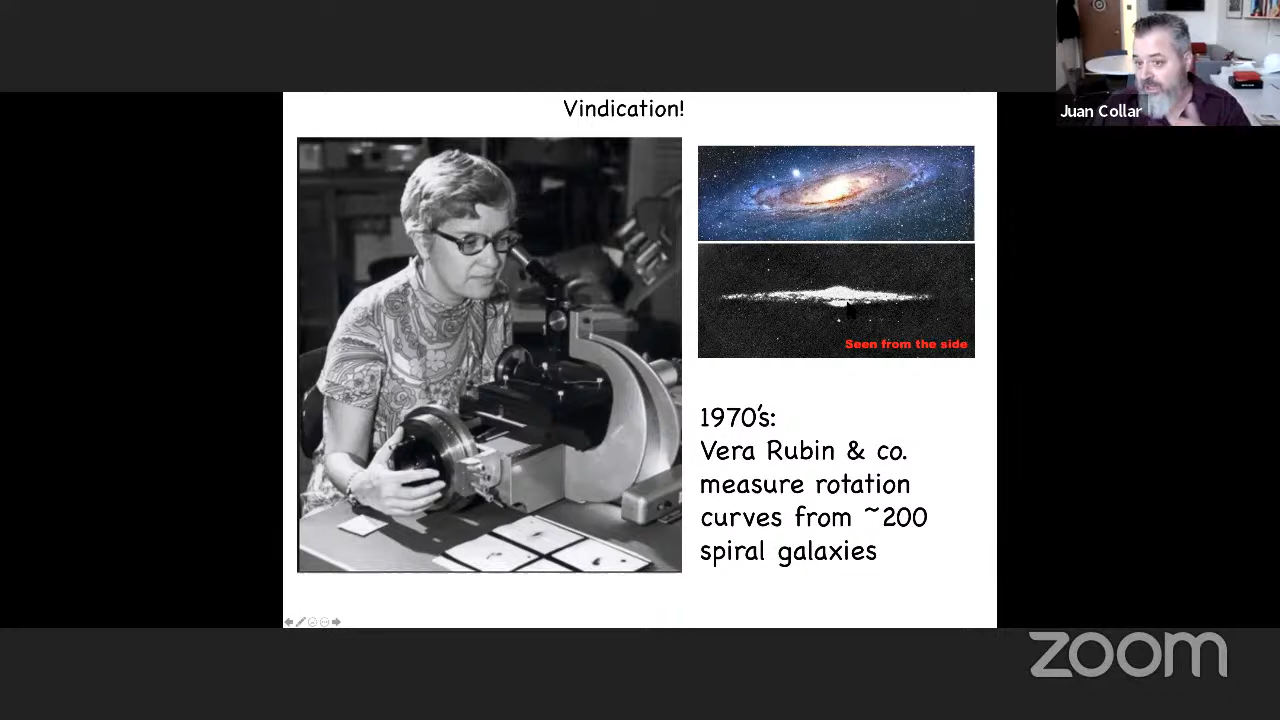 Vindication!
Juan Collar
Seen from the side
1970's:
Vera Rubin & co.
measure rotation
curves from ~200
spiral galaxies
zoom